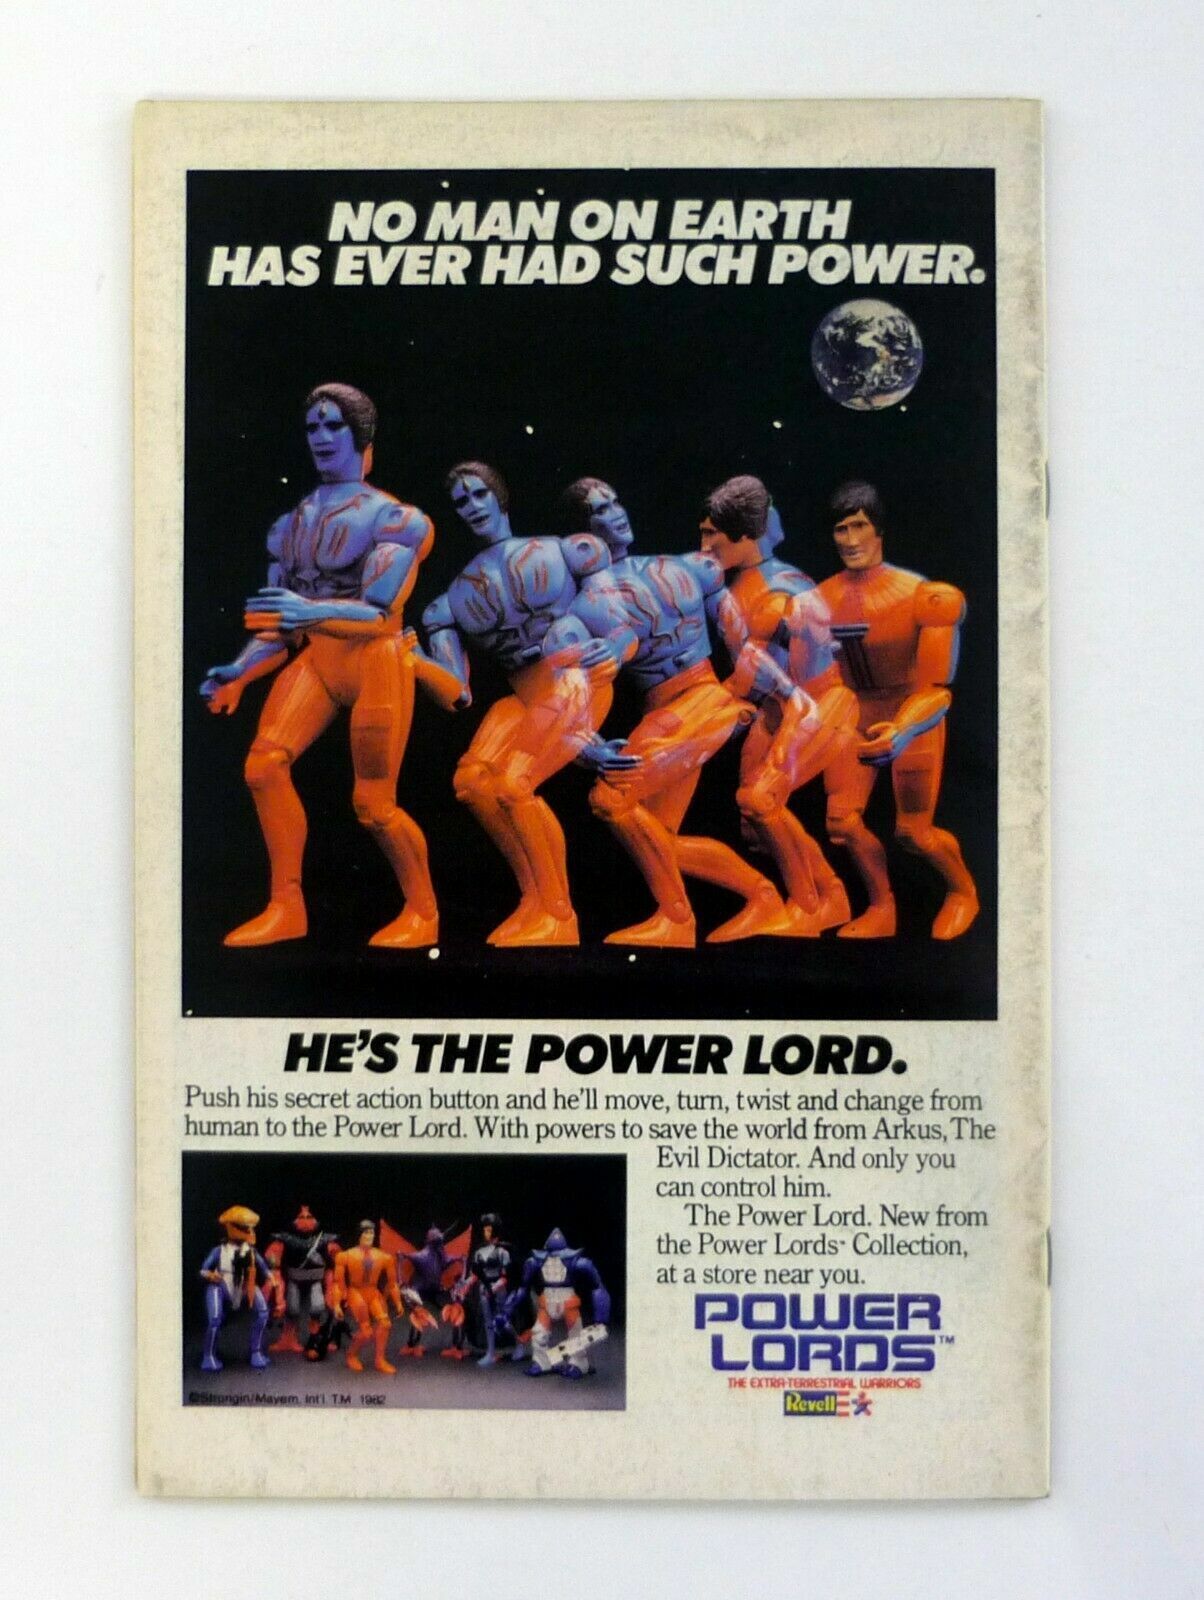 NO MAN ON EARTH
HAS EVER HAD SUCH POWER.
HE'S THE POWER LORD.
Push his secret action button and he'll move, turn, twist and change from
human to the Power Lord. With powers to save the world from Arkus, The
Evil Dictator. And only you
can control him.
The Power Lord. New from
the Power Lords™ Collection,
at a store near you.
POWER
LORDS™
THE EXTRA-TERRESTRIAL WARRIORS
Revell
©Strongin/Mayem, Int'l T.M 1982